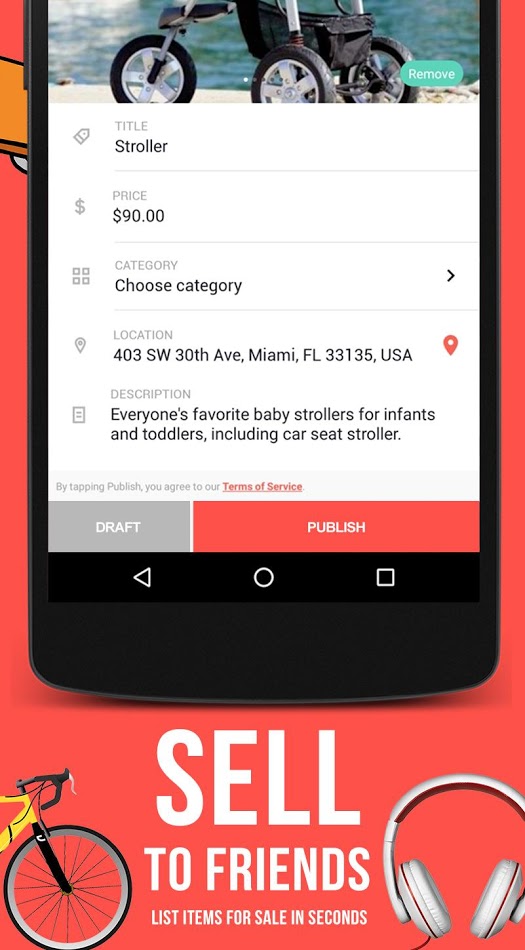 Remove
TITLE
Stroller
PRICE
$90.00
CATEGORY
Choose category
LOCATION
403 SW 30th Ave, Miami, FL 33135, USA
DESCRIPTION
Everyone's favorite baby strollers for infants
and toddlers, including car seat stroller.
By tapping Publish, you agree to our Terms of Service.
DRAFT
PUBLISH
SELL
TO FRIENDS
LIST ITEMS FOR SALE IN SECONDS